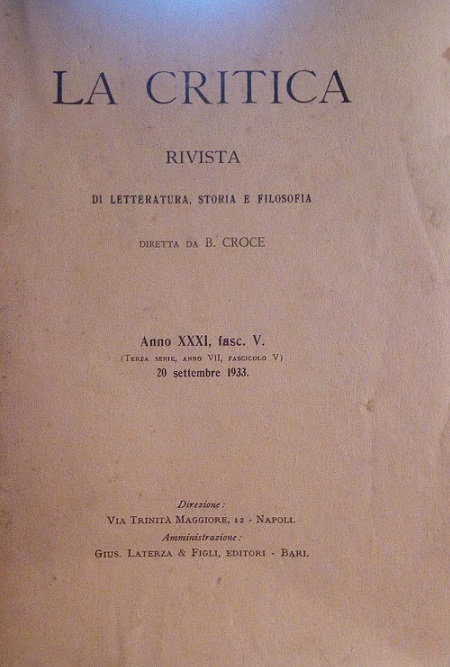 LA CRITICA
RIVISTA
DI LETTERATURA, STORIA E FILOSOFIA
DIRETTA DA B. CROCE
Anno XXXI, fasc. V.
(Terza serie, anno VII, fascicolo V)
20 settembre 1933.
Direzione:
Via Trinità Maggiore, 12 - Napoli.
Amministrazione:
Gius. Laterza & Figli, editori - Bari.